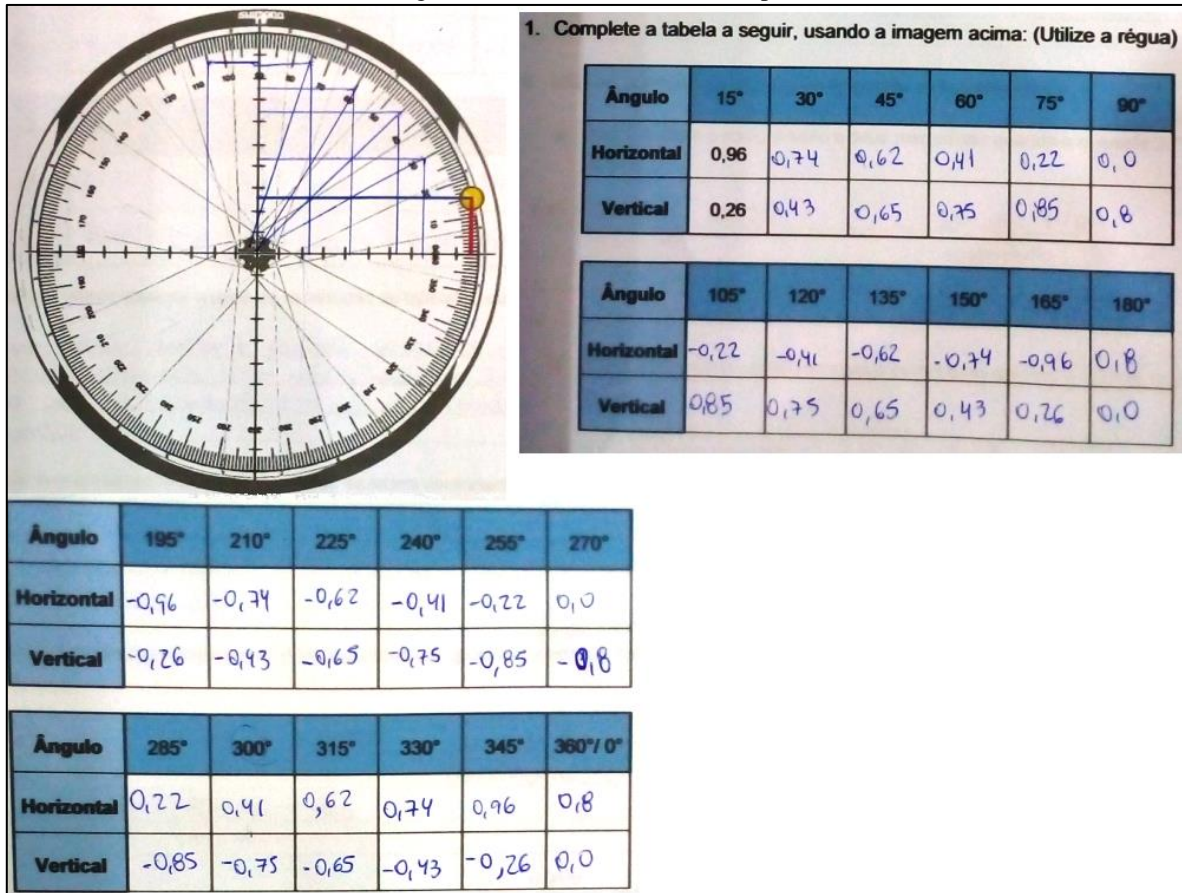 1. Complete a tabela a seguir, usando a imagem acima: (Utilize a régua)
Ângulo 15° 30° 45° 60° 75° 90°
Horizontal 0,96 0,74 0,62 0,41 0,22 0,0
Vertical 0,26 0,43 0,65 0,75 0,85 0,8
Ângulo 105° 120° 135° 150° 165° 180°
Horizontal -0,22 -0,41 -0,62 -0,74 -0,96 0,8
Vertical 0,85 0,75 0,65 0,43 0,26 0,0
Ângulo 195° 210° 225° 240° 255° 270°
Horizontal -0,96 -0,74 -0,62 -0,41 -0,22 0,0
Vertical -0,26 -0,43 -0,65 -0,75 -0,85 -0,8
Ângulo 285° 300° 315° 330° 345° 360°/ 0°
Horizontal 0,22 0,41 0,62 0,74 0,96 0,8
Vertical -0,85 -0,75 -0,65 -0,43 -0,26 0,0